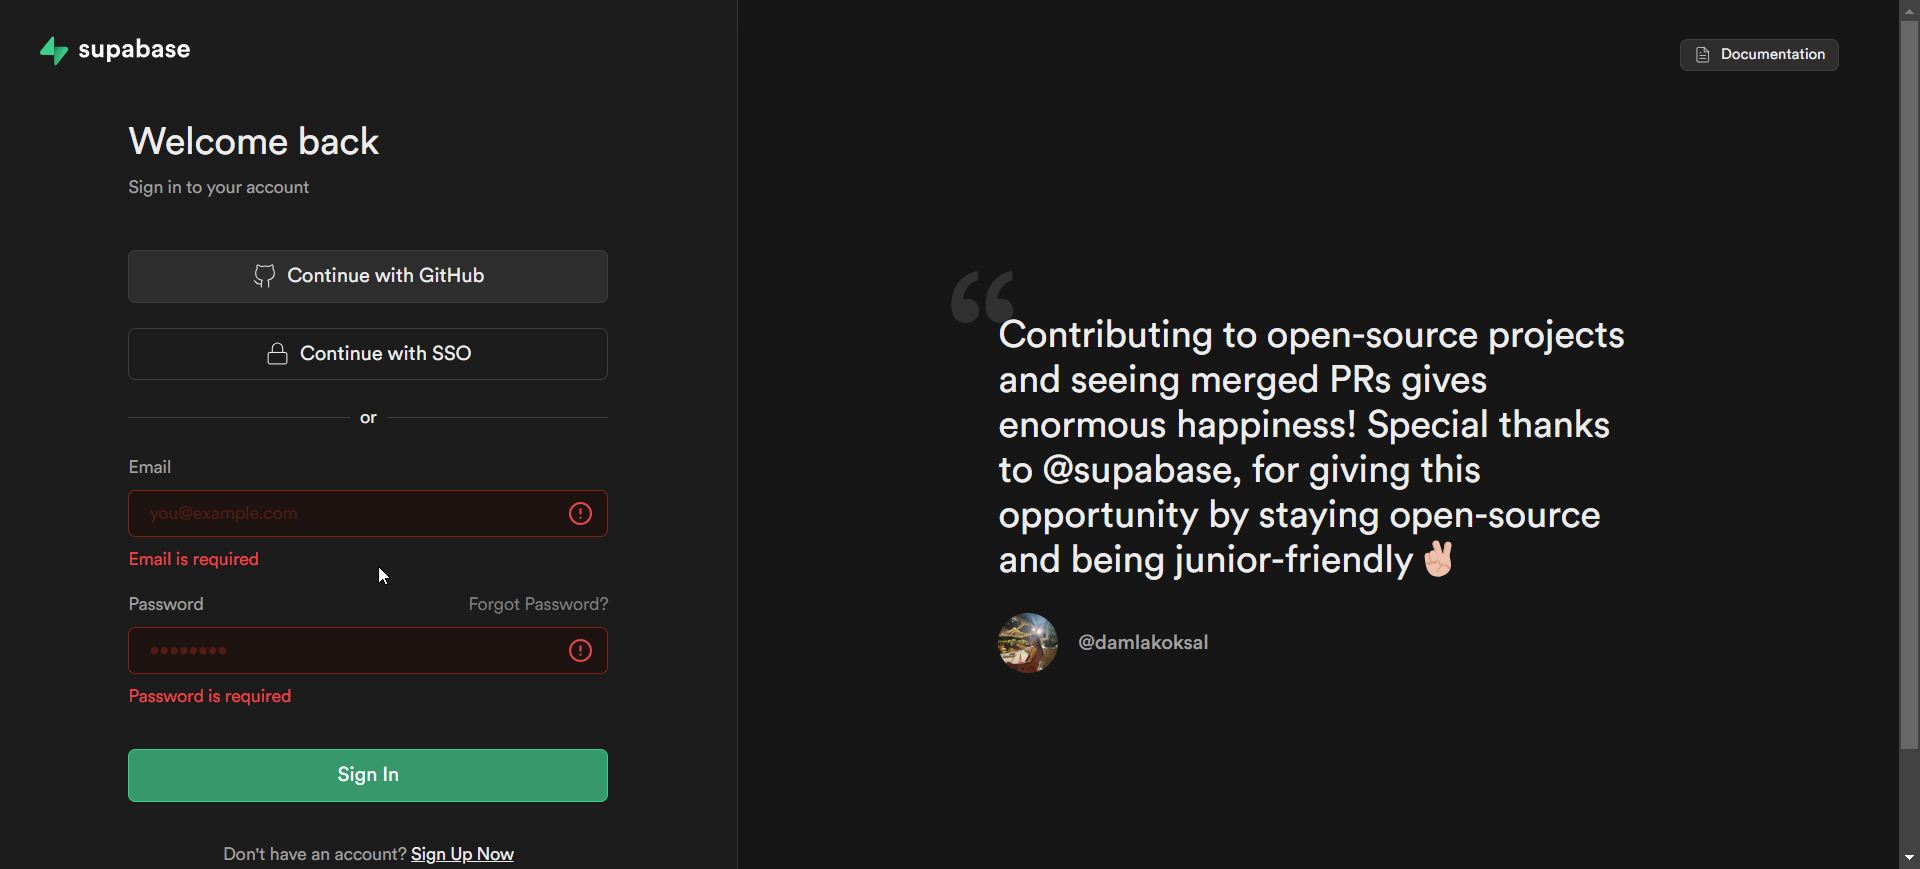 supabase
Documentation
Welcome back
Sign in to your account
Continue with GitHub
Continue with SSO
or
Email
you@example.com
Email is required
Password
Forgot Password?
••••••••
Password is required
Sign In
Don't have an account? Sign Up Now
“
Contributing to open-source projects
and seeing merged PRs gives
enormous happiness! Special thanks
to @supabase, for giving this
opportunity by staying open-source
and being junior-friendly ✌🏻
@damlakoksal